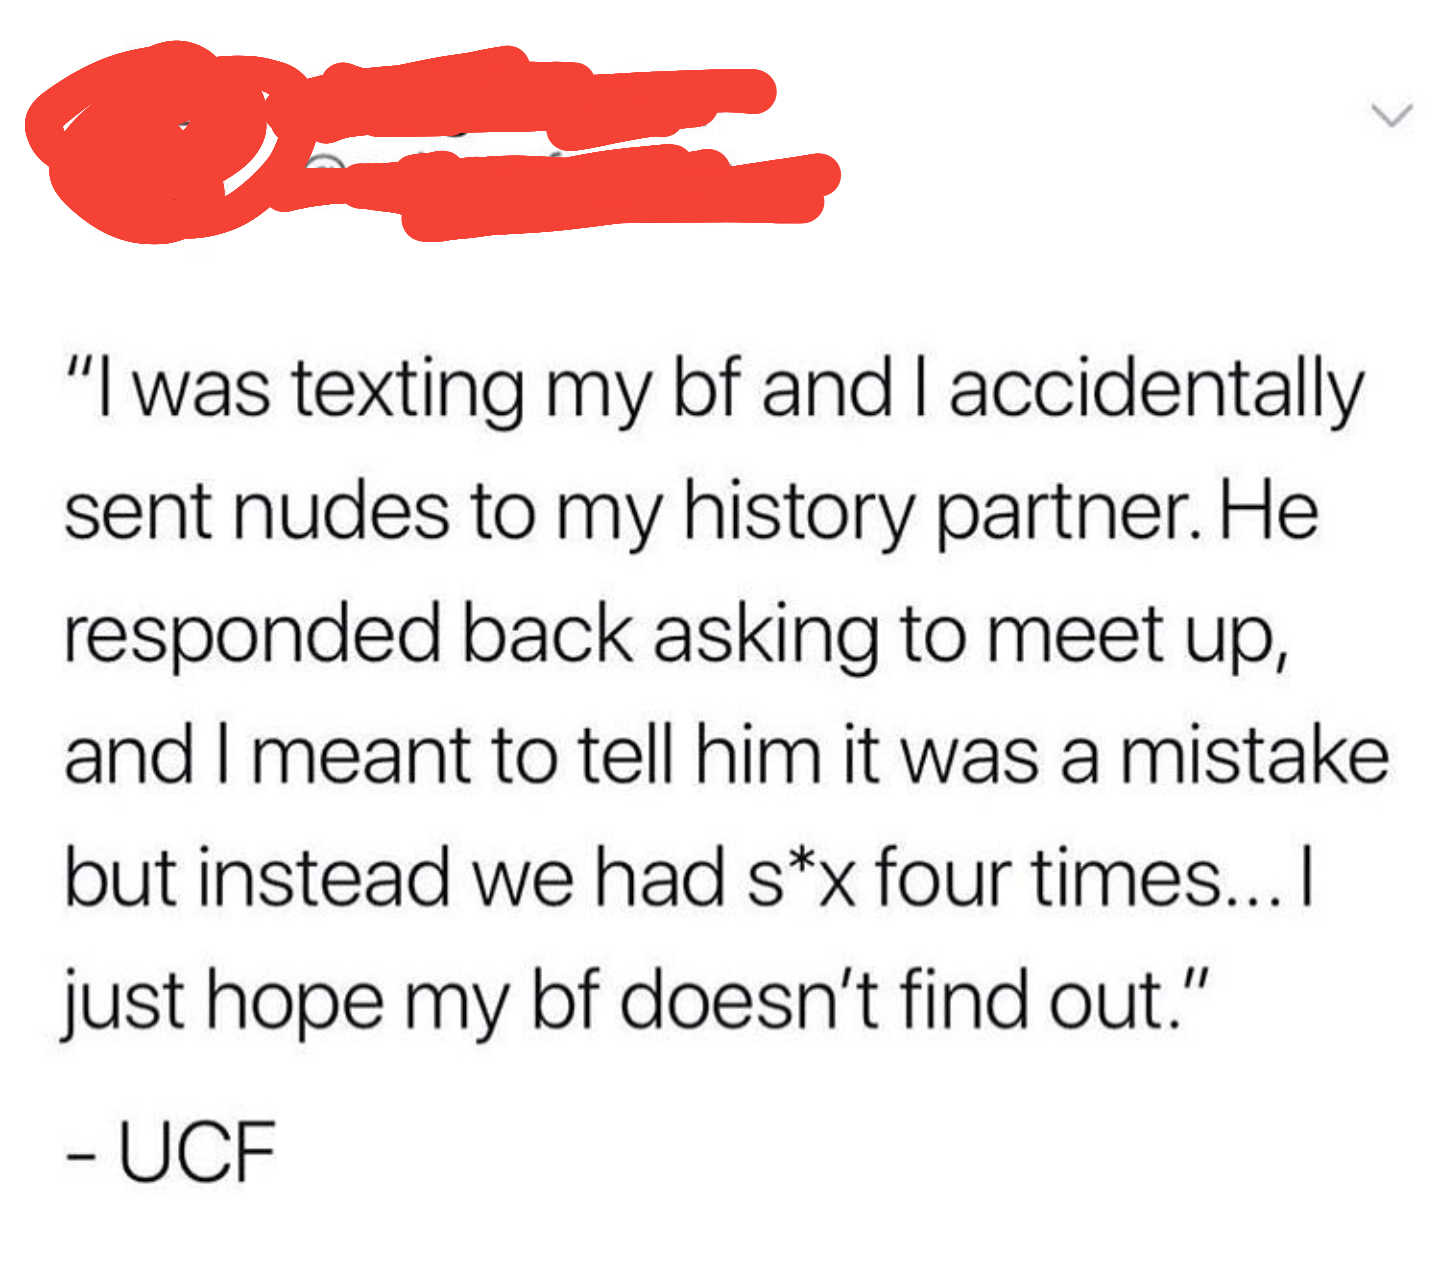 “I was texting my bf and I accidentally
sent nudes to my history partner. He
responded back asking to meet up,
and I meant to tell him it was a mistake
but instead we had s*x four times... I
just hope my bf doesn’t find out.”
- UCF